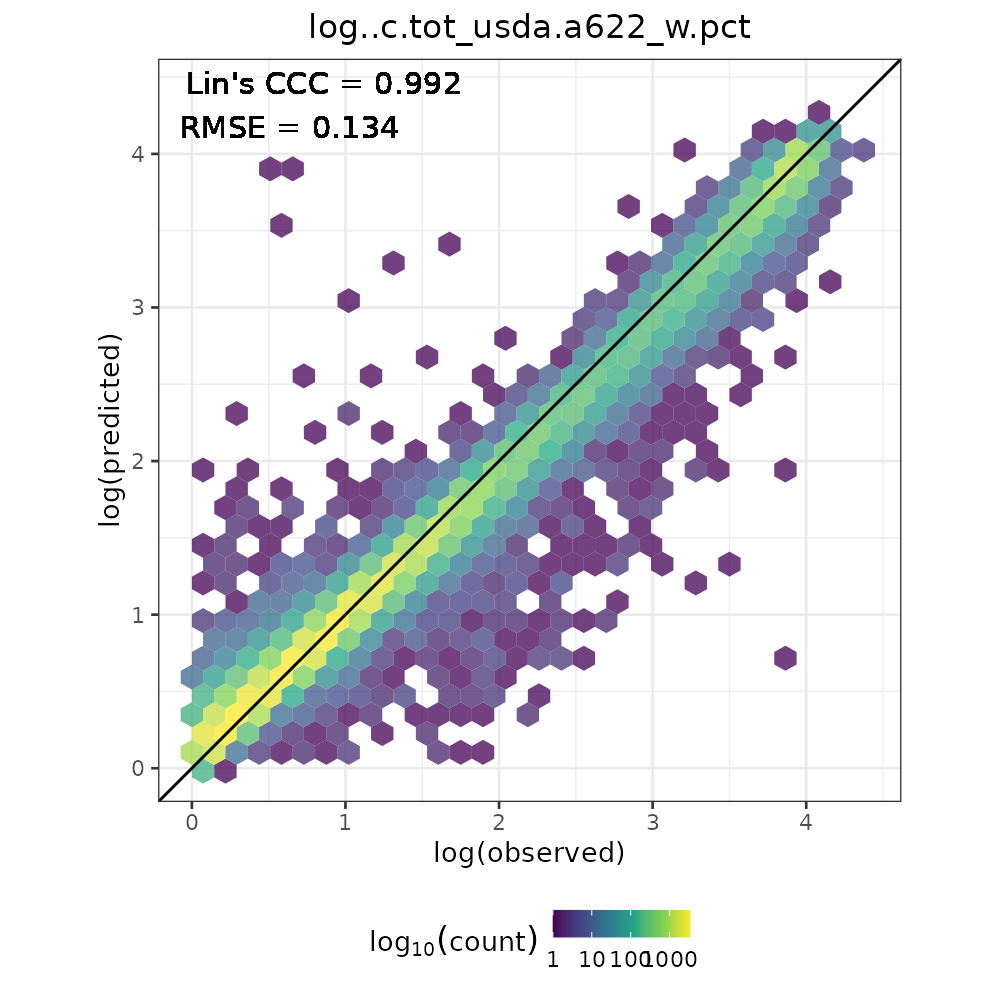 log..c.tot_usda.a622_w.pct
Lin's CCC = 0.992
RMSE = 0.134
4
3
2
1
0
log(predicted)
0 1 2 3 4
log(observed)
log10(count)
1 10 100 1000